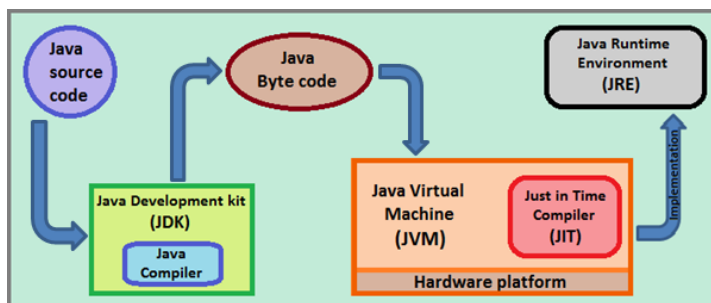 Java
source
code
Java
Byte code
Java Runtime
Environment
(JRE)
Java Development kit
(JDK)
Java
Compiler
Java Virtual
Machine
(JVM)
Just in Time
Compiler
(JIT)
Hardware platform
Implementation